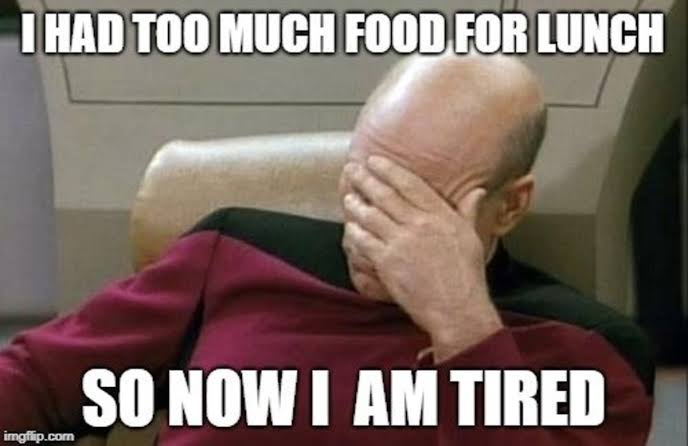 I HAD TOO MUCH FOOD FOR LUNCH
SO NOW I AM TIRED
imgflip.com